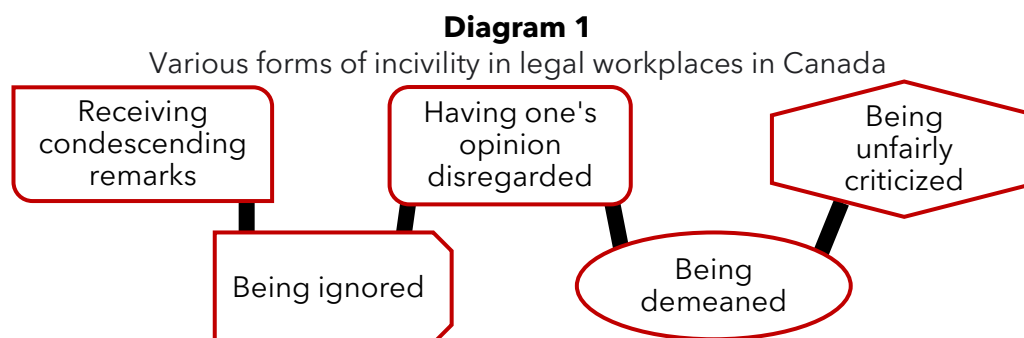 Diagram 1
Various forms of incivility in legal workplaces in Canada
Receiving
condescending
remarks
Being ignored
Having one's
opinion
disregarded
Being
demeaned
Being
unfairly
criticized